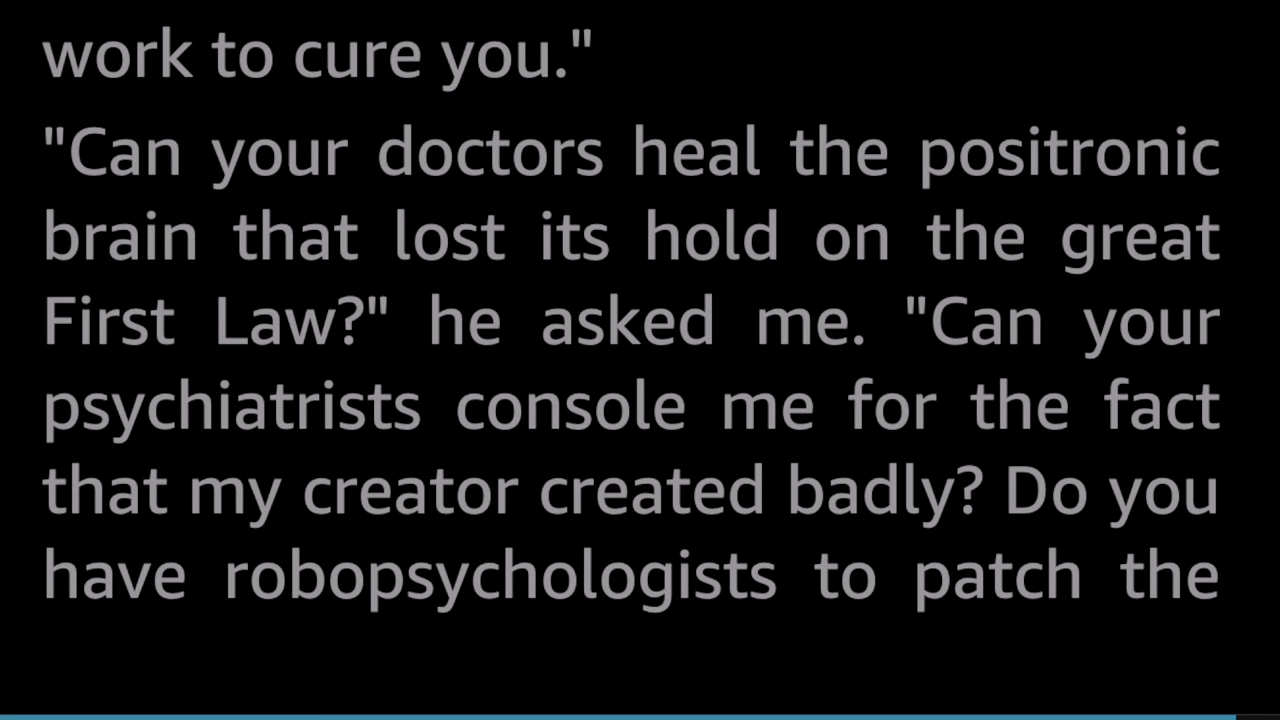 work to cure you."
"Can your doctors heal the positronic
brain that lost its hold on the great
First Law?" he asked me. "Can your
psychiatrists console me for the fact
that my creator created badly? Do you
have robopsychologists to patch the